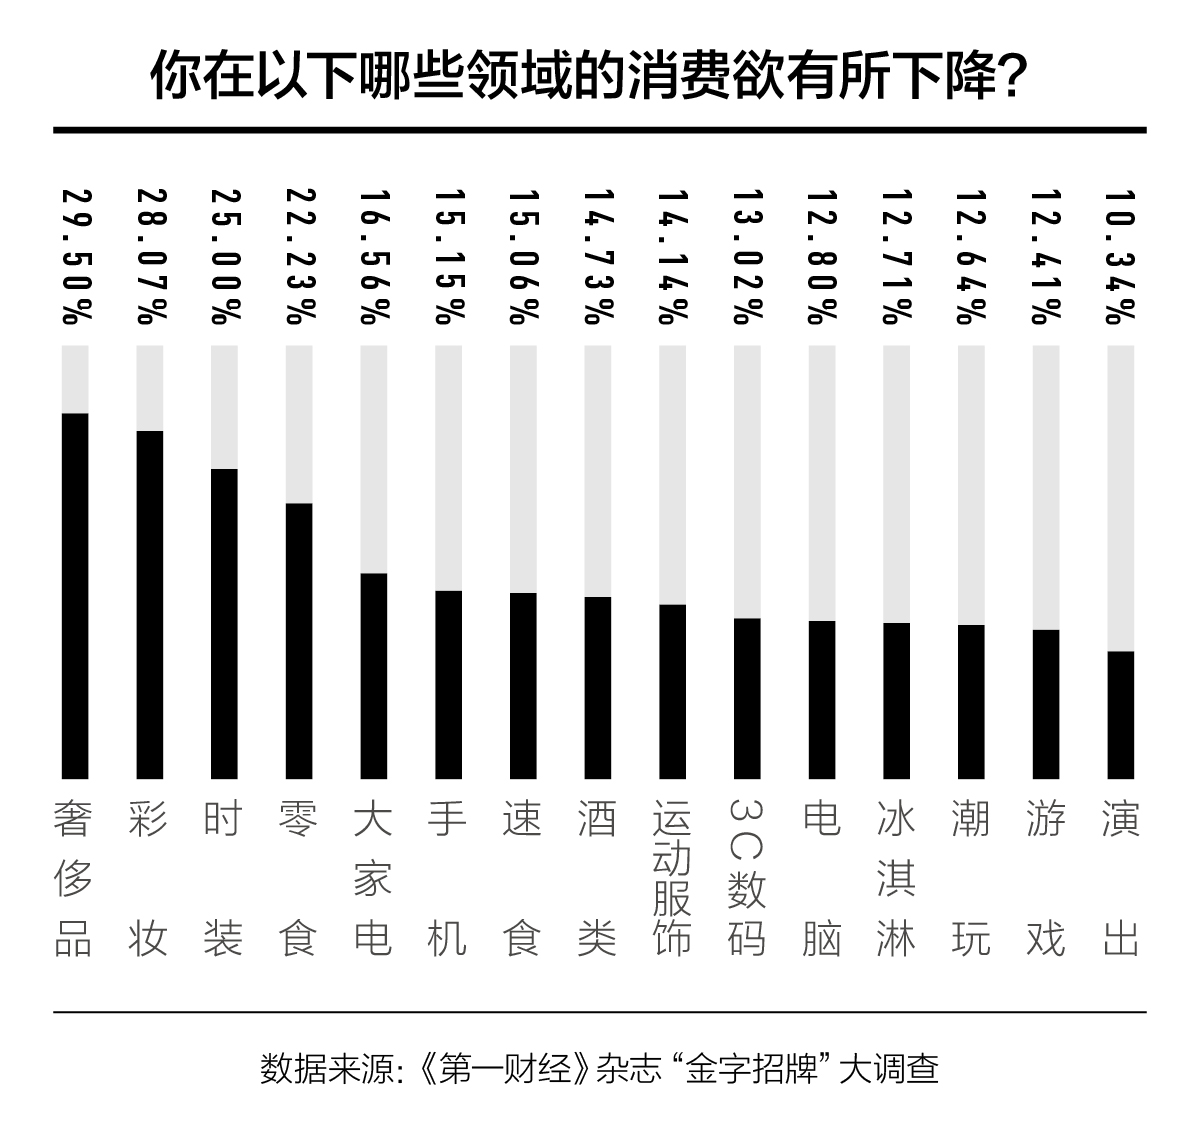 你在以下哪些领域的消费欲有所下降?
29.50%
28.07%
25.00%
22.23%
16.56%
15.15%
15.06%
14.73%
14.14%
13.02%
12.80%
12.71%
12.64%
12.41%
10.34%
奢侈品
彩妆
时装
零食
大家电
手机
速食
酒类
运动服饰
3C数码
电脑
冰淇淋
潮玩
游戏
演出
数据来源:《第一财经》杂志“金字招牌”大调查